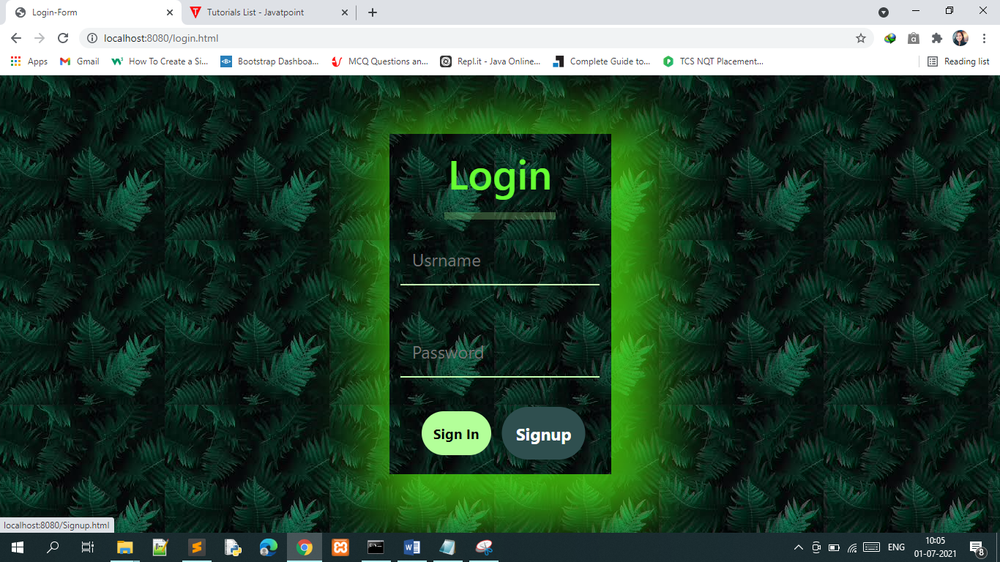 Login-Form
Tutorials List - Javatpoint
localhost:8080/login.html
Apps
Gmail
How To Create a Si...
Bootstrap Dashboa...
MCQ Questions an...
Repl.it - Java Online...
Complete Guide to...
TCS NQT Placement...
Reading list
Login
Usrname
Password
Sign In
Signup
localhost:8080/Signup.html
ENG
10:05
01-07-2021
8